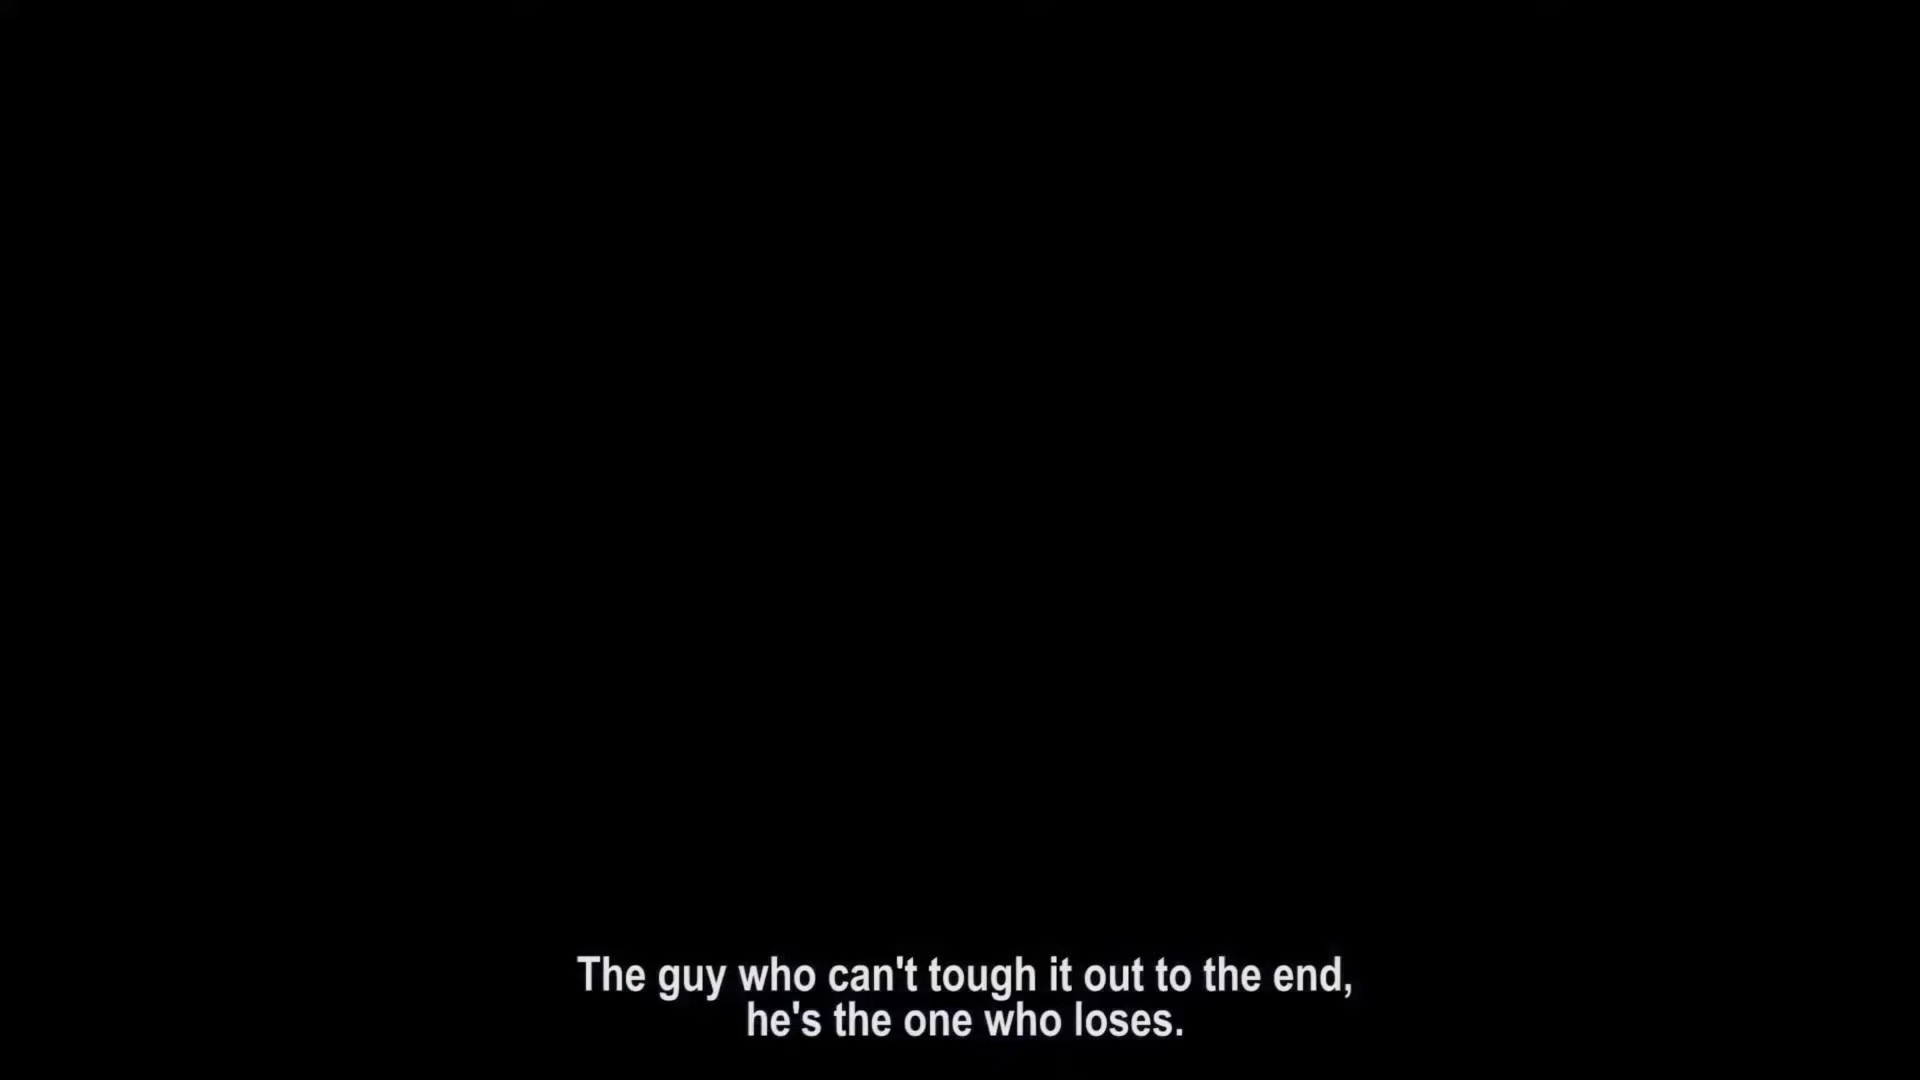 The guy who can't tough it out to the end,
he's the one who loses.